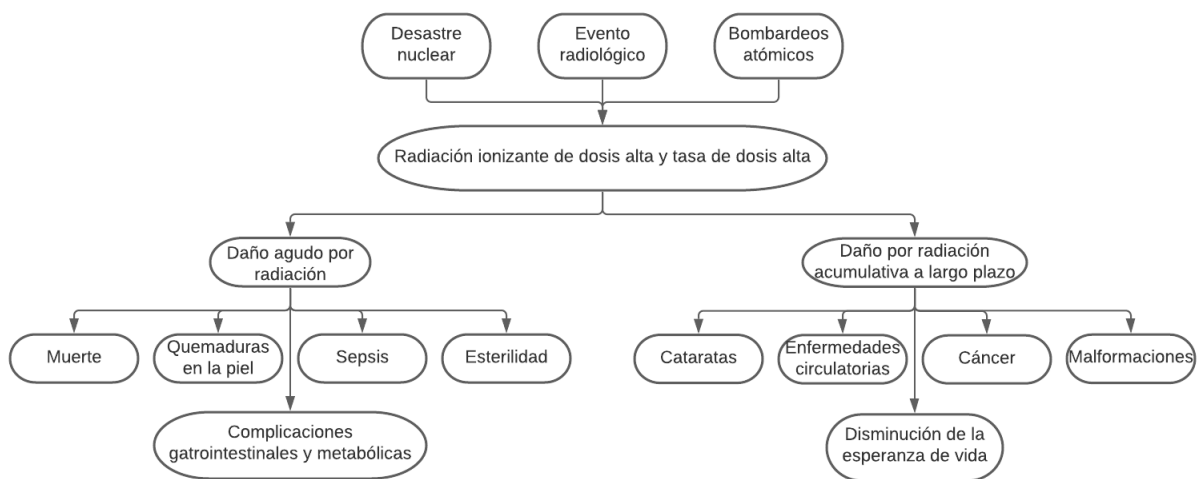 Desastre
nuclear
Evento
radiológico
Bombardeos
atómicos
Radiación ionizante de dosis alta y tasa de dosis alta
Daño agudo por
radiación
Daño por radiación
acumulativa a largo plazo
Muerte
Quemaduras
en la piel
Sepsis
Esterilidad
Cataratas
Enfermedades
circulatorias
Cáncer
Malformaciones
Complicaciones
gatrointestinales y metabólicas
Disminución de la
esperanza de vida